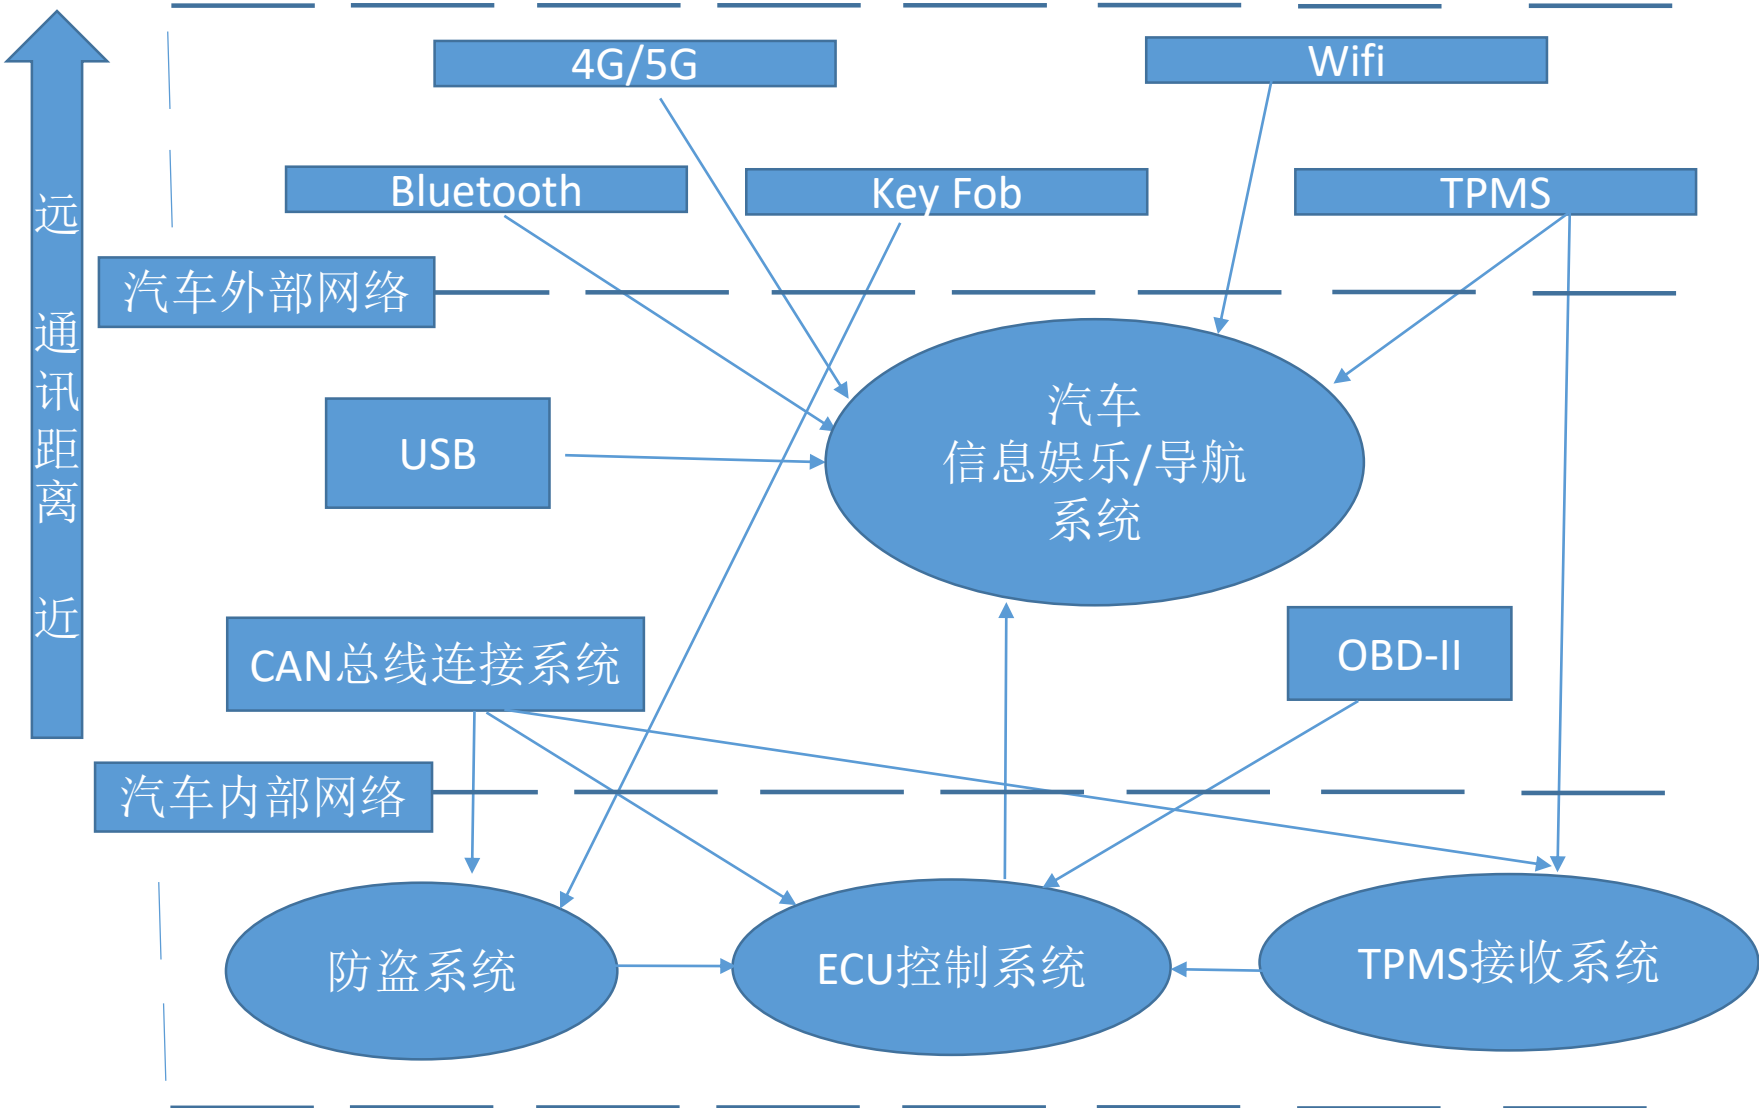 4G/5G
Wifi
Bluetooth
Key Fob
TPMS
远
通
讯
距
离
近
汽车外部网络
汽车
信息娱乐/导航
系统
USB
CAN总线连接系统
OBD-II
汽车内部网络
防盗系统
ECU控制系统
TPMS接收系统